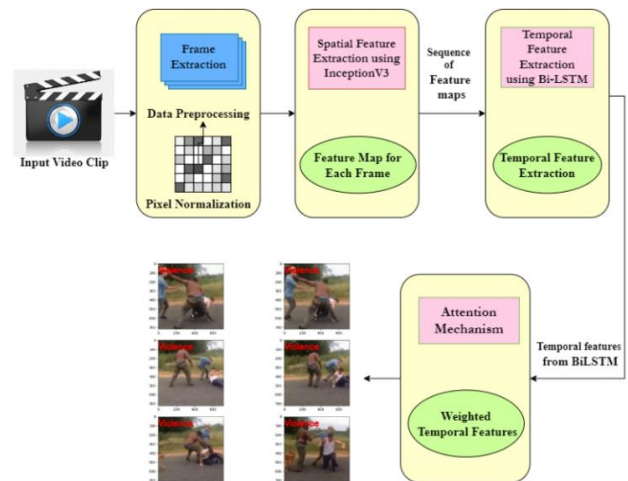 Input Video Clip
Frame
Extraction
Data Preprocessing
Pixel Normalization
Spatial Feature
Extraction using
InceptionV3
Feature Map for
Each Frame
Sequence
of
Feature
maps
Temporal
Feature
Extraction
using Bi-LSTM
Temporal Feature
Extraction
Temporal features
from BiLSTM
Attention
Mechanism
Weighted
Temporal Features
Violence
Violence
Violence
Violence
Violence
Violence